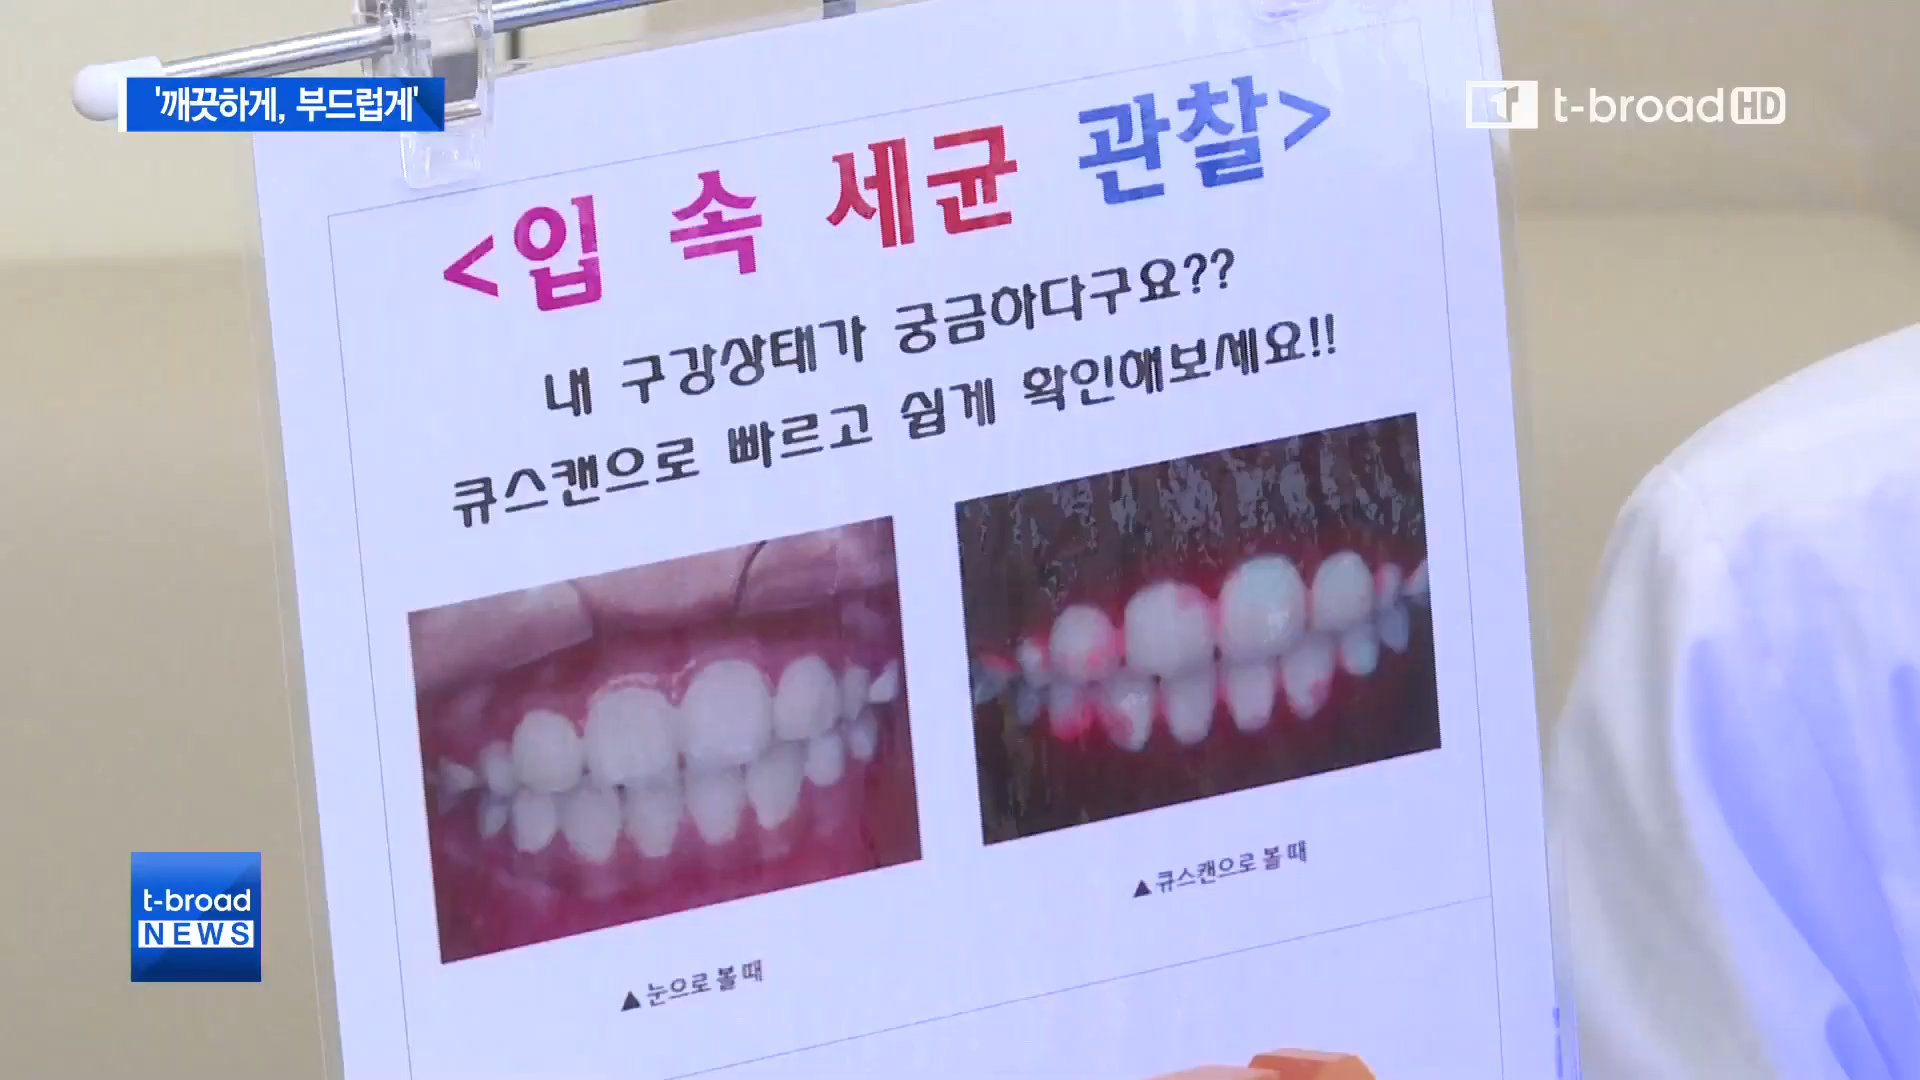 '깨끗하게, 부드럽게'
t-broad HD
<입 속 세균 관찰>
내 구강상태가 궁금하다구요??
큐스캔으로 빠르고 쉽게 확인해보세요!!
▲눈으로 볼 때
▲큐스캔으로 볼 때
t-broad
NEWS